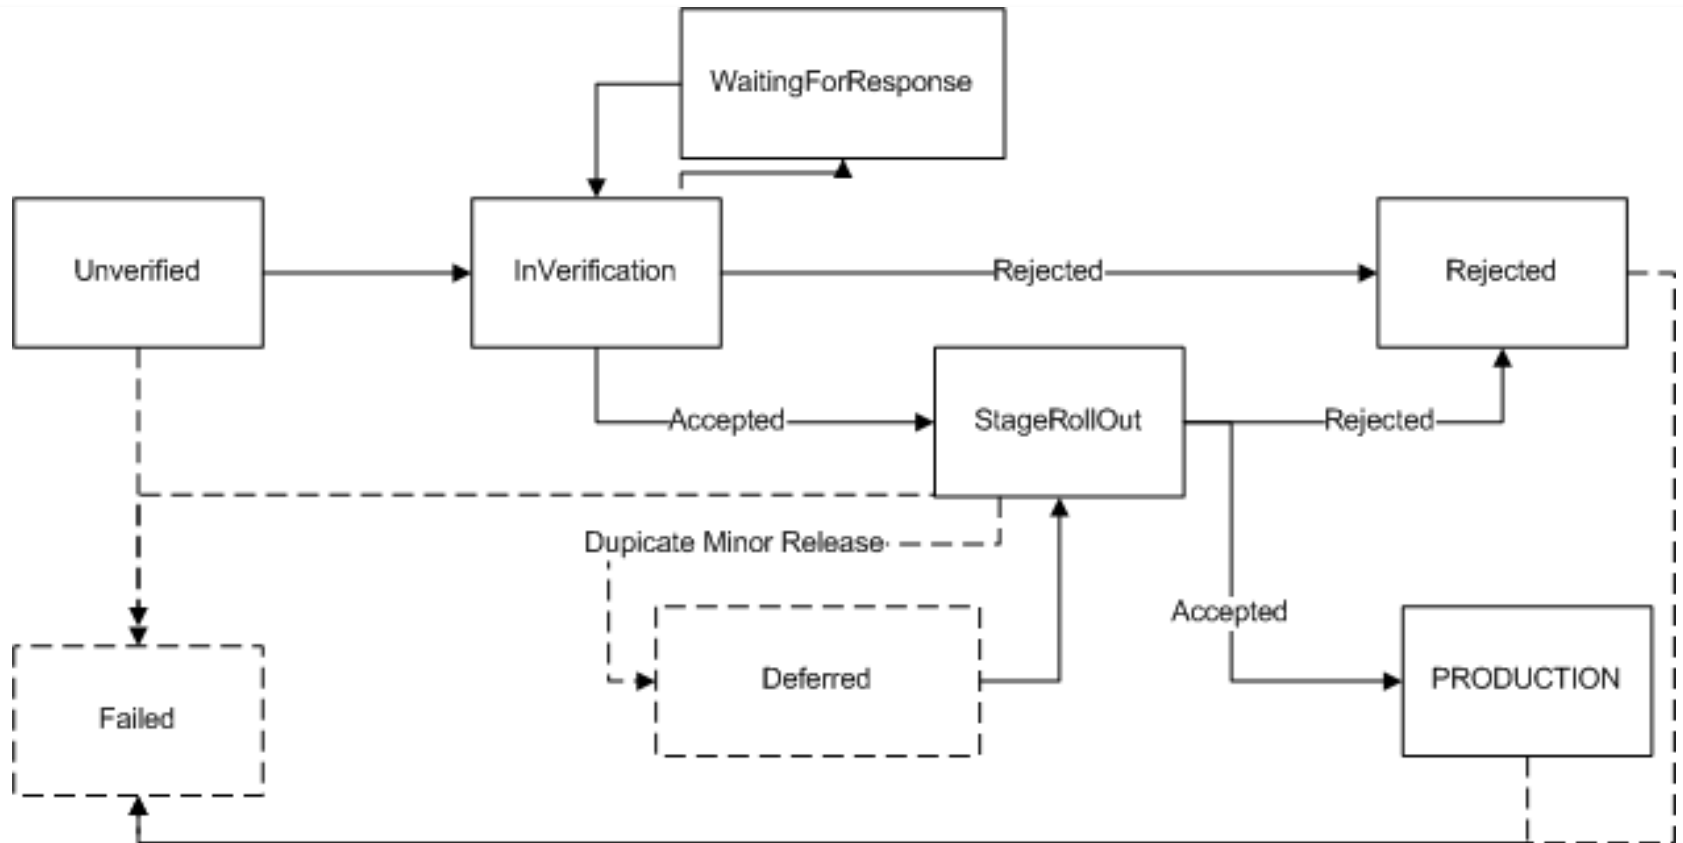 WaitingForResponse
Unverified
InVerification
Rejected
Rejected
Accepted
StageRollOut
Rejected
Dupicate Minor Release
Accepted
Deferred
PRODUCTION
Failed